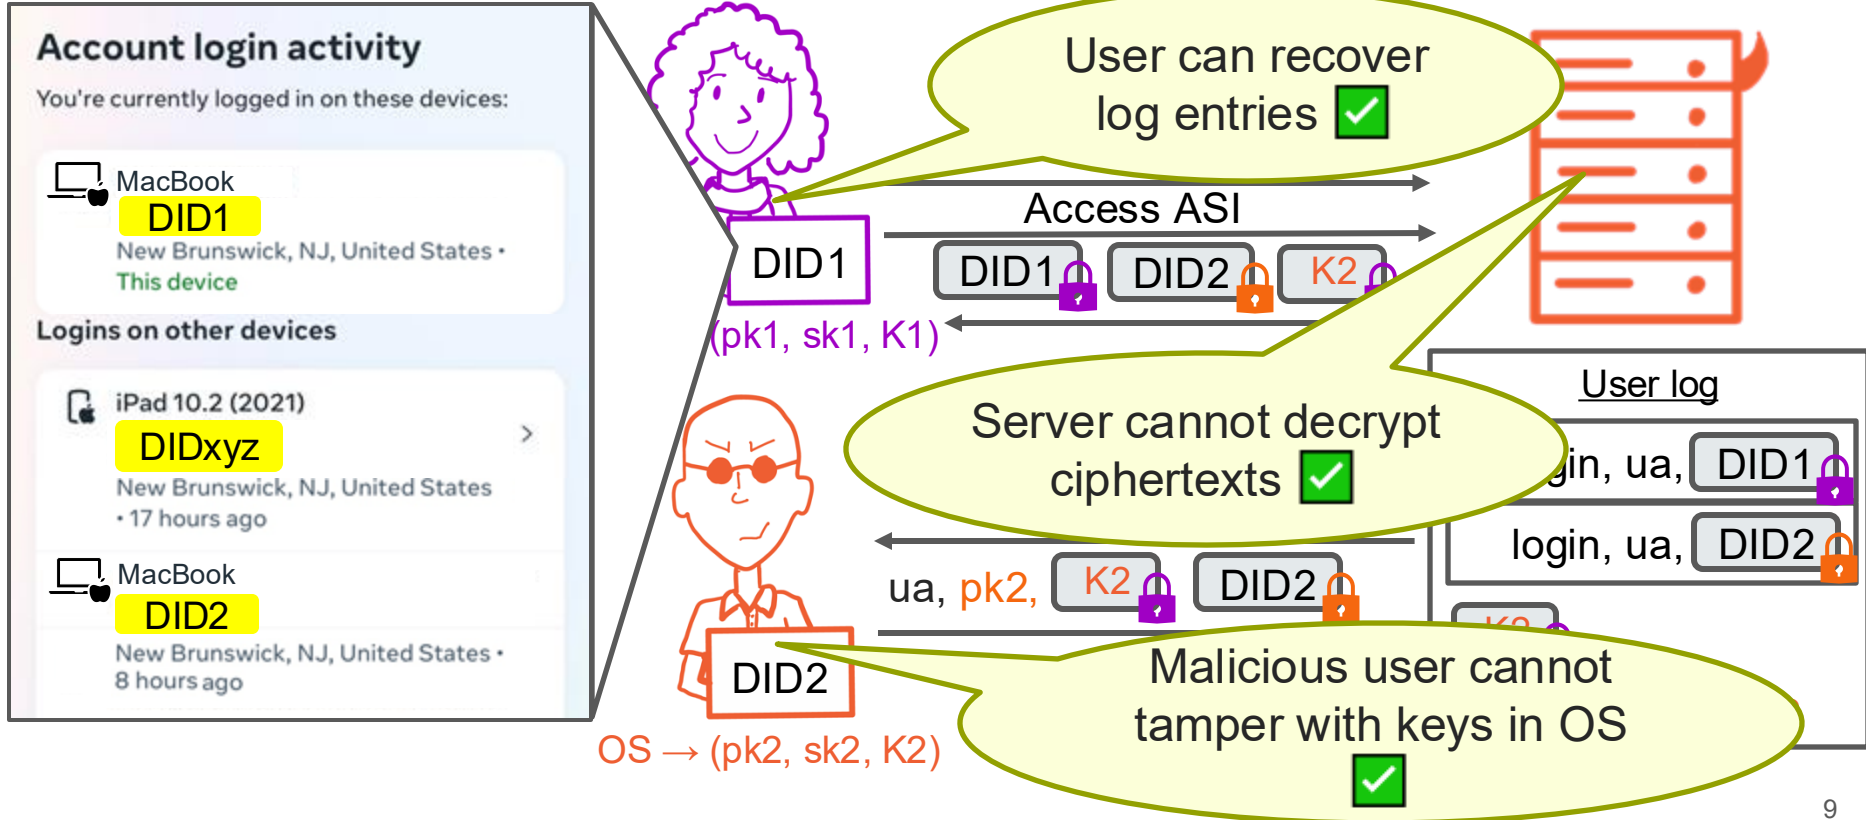 Account login activity
You're currently logged in on these devices:
MacBook
DID1
New Brunswick, NJ, United States •
This device
Logins on other devices
iPad 10.2 (2021)
DIDxyz
New Brunswick, NJ, United States
• 17 hours ago
MacBook
DID2
New Brunswick, NJ, United States •
8 hours ago
User can recover
log entries
Access ASI
DID1
DID1 DID2 K2
(pk1, sk1, K1)
Server cannot decrypt
ciphertexts
User log
gin, ua, DID1
login, ua, DID2
K2
ua, pk2, K2 DID2
DID2
OS → (pk2, sk2, K2)
Malicious user cannot
tamper with keys in OS
9